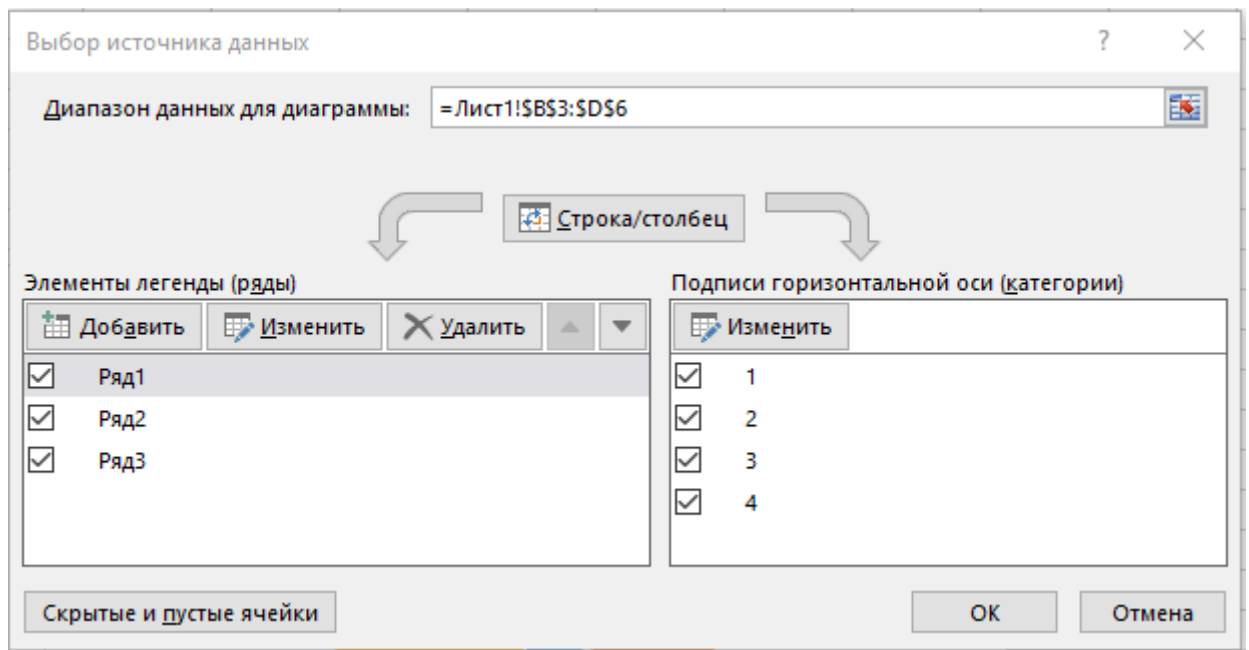 Выбор источника данных
?
Диапазон данных для диаграммы: =Лист1!$B$3:$D$6
Строка/столбец
Элементы легенды (ряды)
Добавить Изменить Удалить
Ряд1
Ряд2
Ряд3
Подписи горизонтальной оси (категории)
Изменить
1
2
3
4
Скрытые и пустые ячейки
ОК Отмена